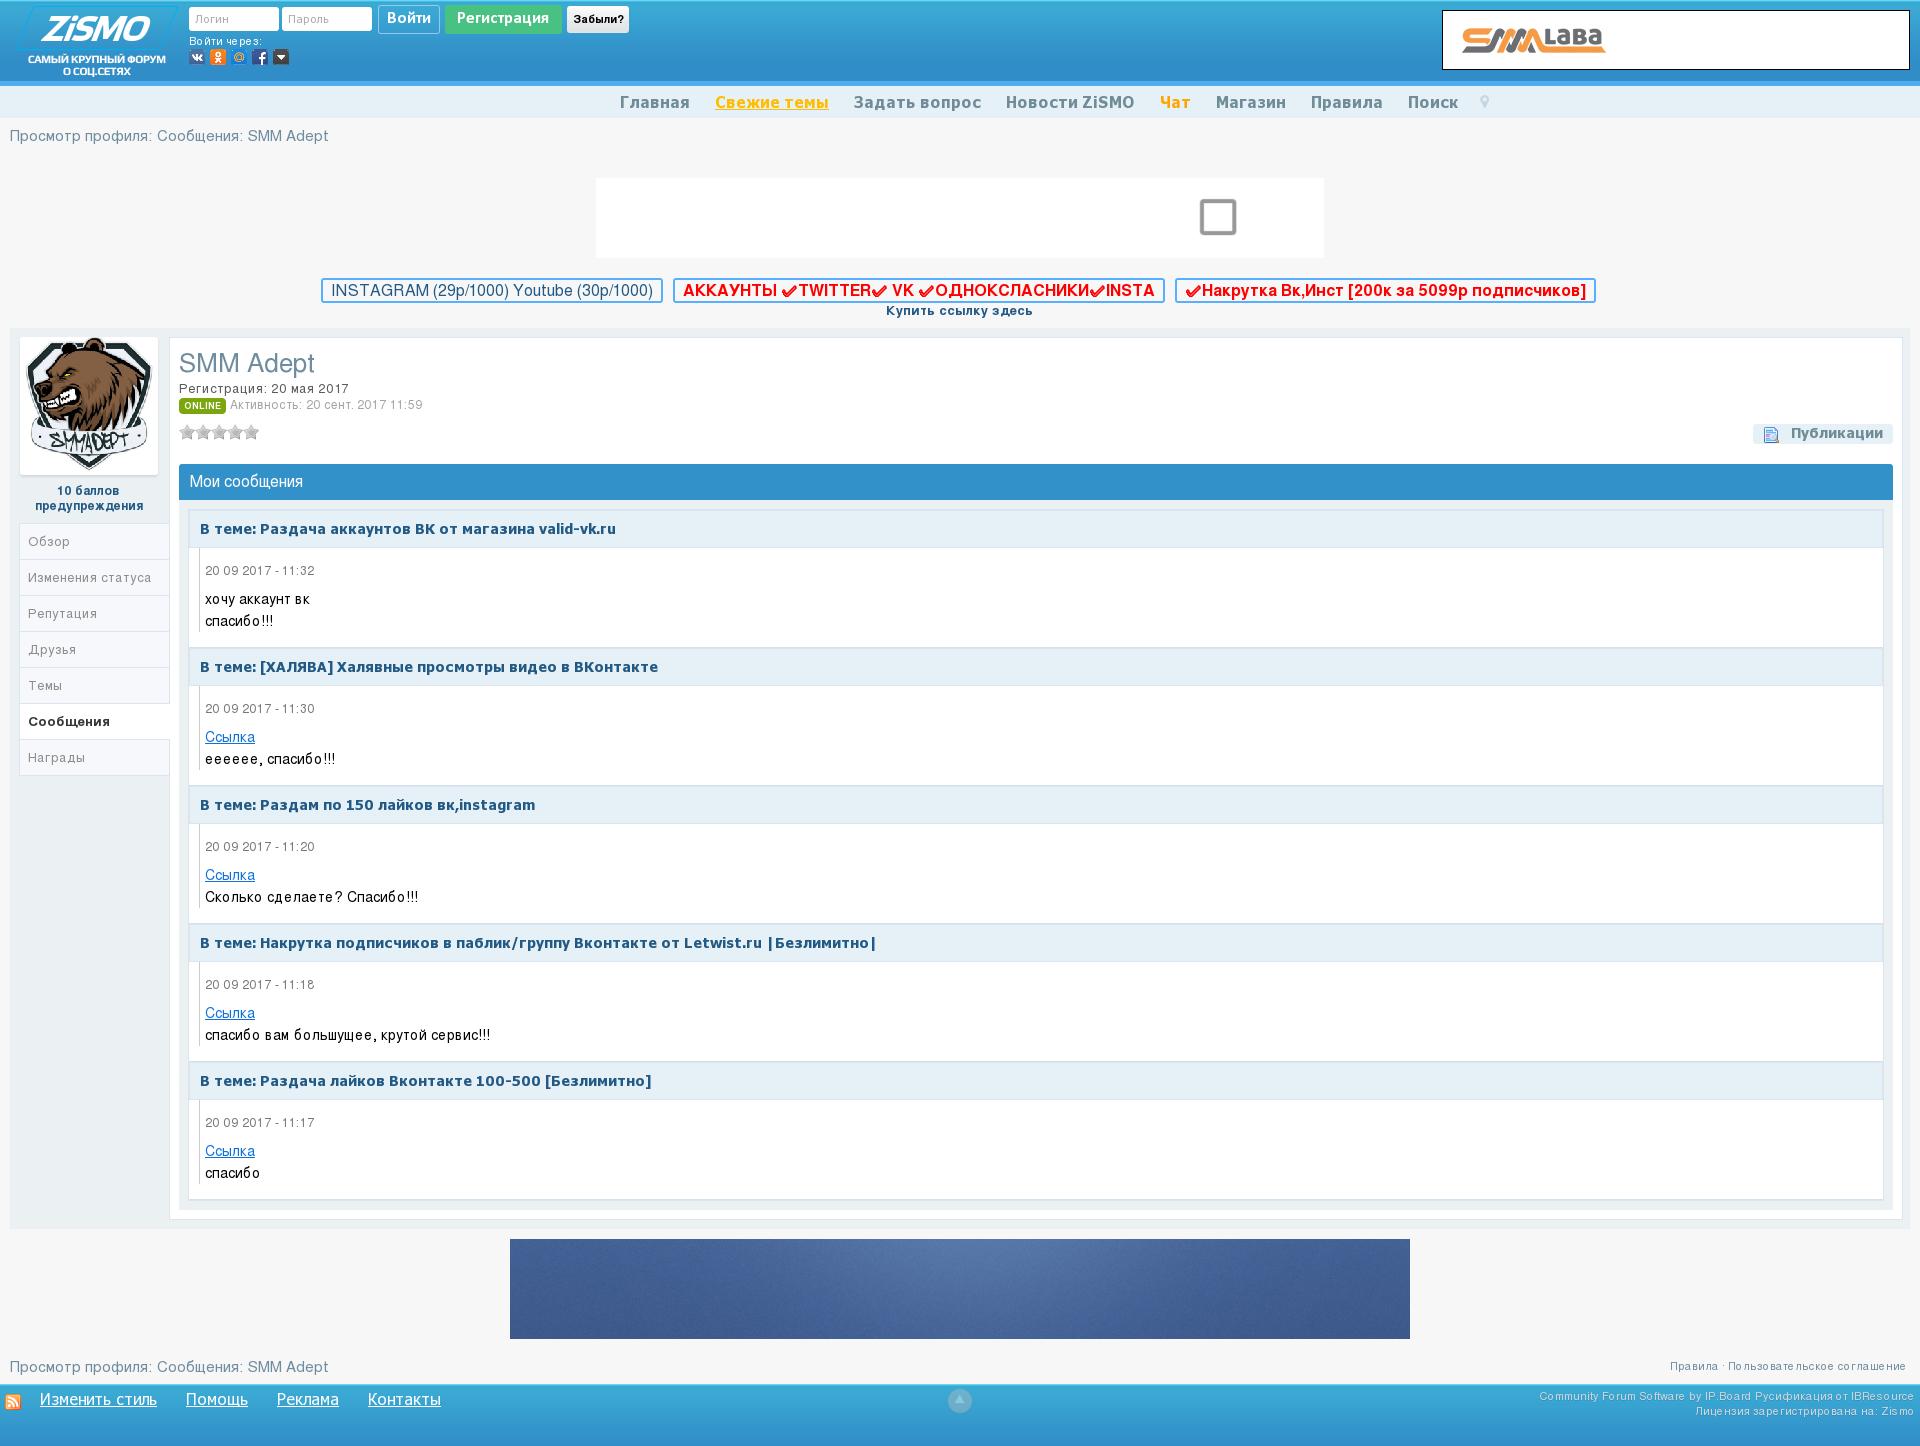 ZiSMO
САМЫЙ КРУПНЫЙ ФОРУМ
О СОЦ.СЕТЯХ
Логин
Пароль
Войти
Регистрация
Забыли?
Войти через:
SMMLABA
Главная
Свежие темы
Задать вопрос
Новости ZiSMO
Чат
Магазин
Правила
Поиск
Просмотр профиля: Сообщения: SMM Adept
INSTAGRAM (29р/1000) Youtube (30р/1000)
АККАУНТЫ ✔TWITTER✔ VK ✔ОДНОКСЛАСНИКИ✔INSTA
✔Накрутка Вк,Инст [200к за 5099р подписчиков]
Купить ссылку здесь
SMMADEPT
10 баллов
предупреждения
Обзор
Изменения статуса
Репутация
Друзья
Темы
Сообщения
Награды
SMM Adept
Регистрация: 20 мая 2017
ONLINE Активность: 20 сент. 2017 11:59
Публикации
Мои сообщения
В теме: Раздача аккаунтов ВК от магазина valid-vk.ru
20 09 2017 - 11:32
хочу аккаунт вк
спасибо!!!
В теме: [ХАЛЯВА] Халявные просмотры видео в ВКонтакте
20 09 2017 - 11:30
Ссылка
ееееее, спасибо!!!
В теме: Раздам по 150 лайков вк,instagram
20 09 2017 - 11:20
Ссылка
Сколько сделаете? Спасибо!!!
В теме: Накрутка подписчиков в паблик/группу Вконтакте от Letwist.ru |Безлимитно|
20 09 2017 - 11:18
Ссылка
спасибо вам большущее, крутой сервис!!!
В теме: Раздача лайков Вконтакте 100-500 [Безлимитно]
20 09 2017 - 11:17
Ссылка
спасибо
Просмотр профиля: Сообщения: SMM Adept
Правила · Пользовательское соглашение
Изменить стиль
Помощь
Реклама
Контакты
Community Forum Software by IP.Board Русификация от IBResource
Лицензия зарегистрирована на: Zismo